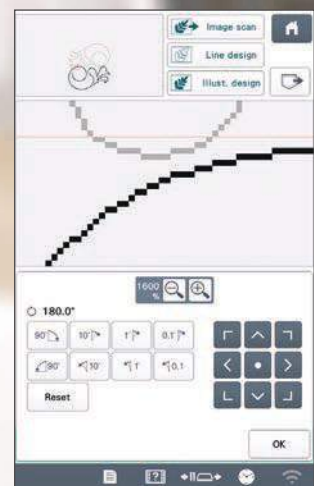 Image scan
Line design
Illust. design
1600
%
180.0°
90° 10° 1° 0.1°
90° 10° 1° 0.1
Reset
OK